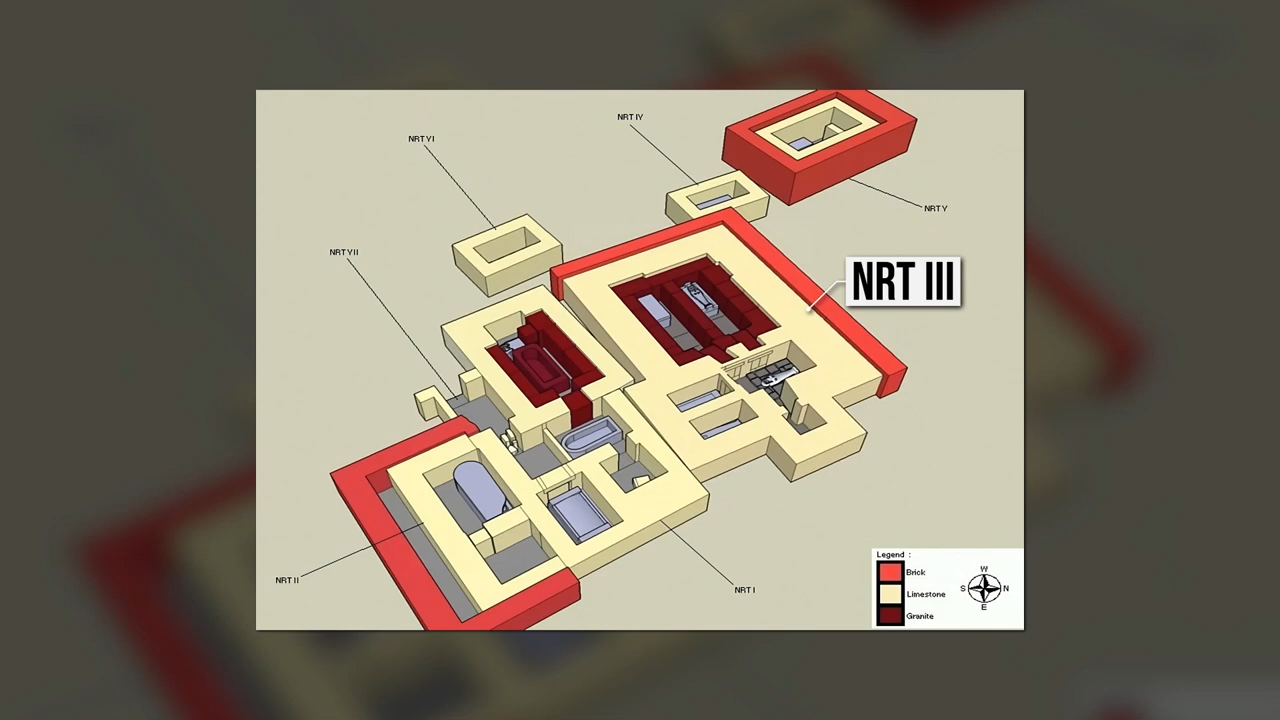 NRT IV
NRT VI
NRT V
NRT VII
NRT III
NRT II
NRT I
Legend :
Brick
Limestone
Granite
W
S
N
E